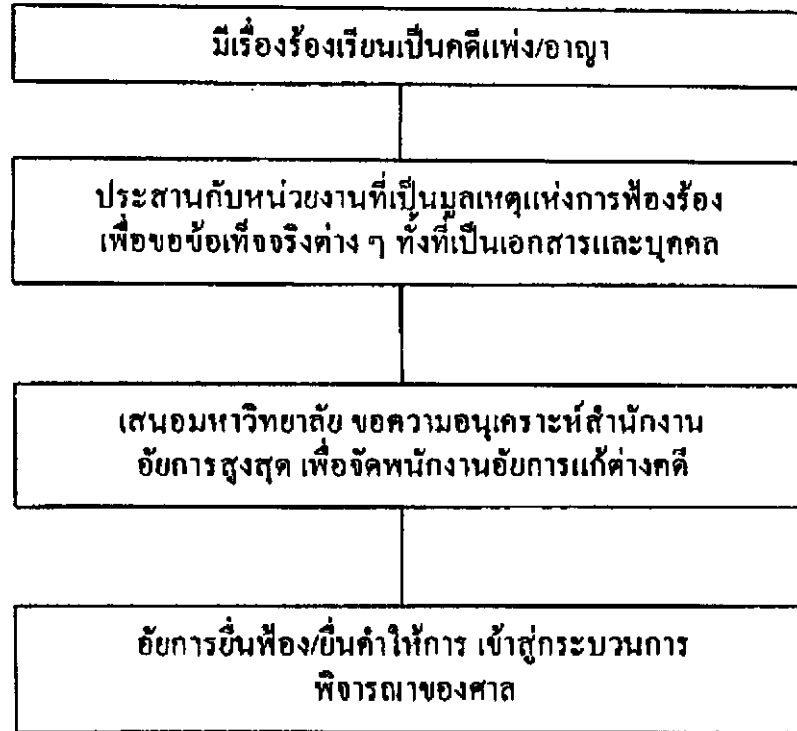 มีเรื่องร้องเรียนเป็นคดีแพ่ง/อาญา
ประสานกับหน่วยงานที่เป็นมูลเหตุแห่งการฟ้องร้อง
เพื่อขอข้อเท็จจริงต่าง ๆ ทั้งที่เป็นเอกสารและบุคคล
เสนอมหาวิทยาลัย ขอความอนุเคราะห์สำนักงาน
อัยการสูงสุด เพื่อจัดพนักงานอัยการแก้ต่างคดี
อัยการยื่นฟ้อง/ยื่นคำให้การ เข้าสู่กระบวนการ
พิจารณาของศาล